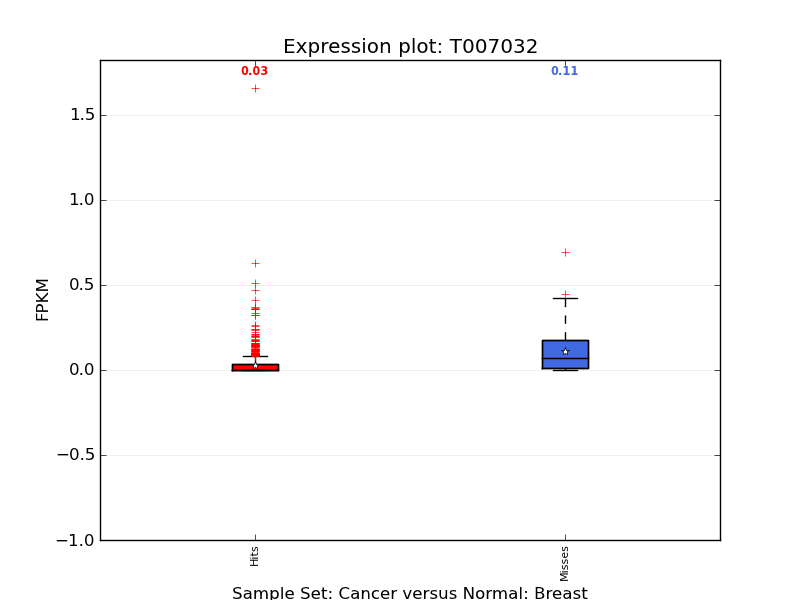 Expression plot: T007032
0.03
0.11
1.5
1.0
0.5
0.0
−0.5
−1.0
FPKM
Hits
Misses
Sample Set: Cancer versus Normal: Breast